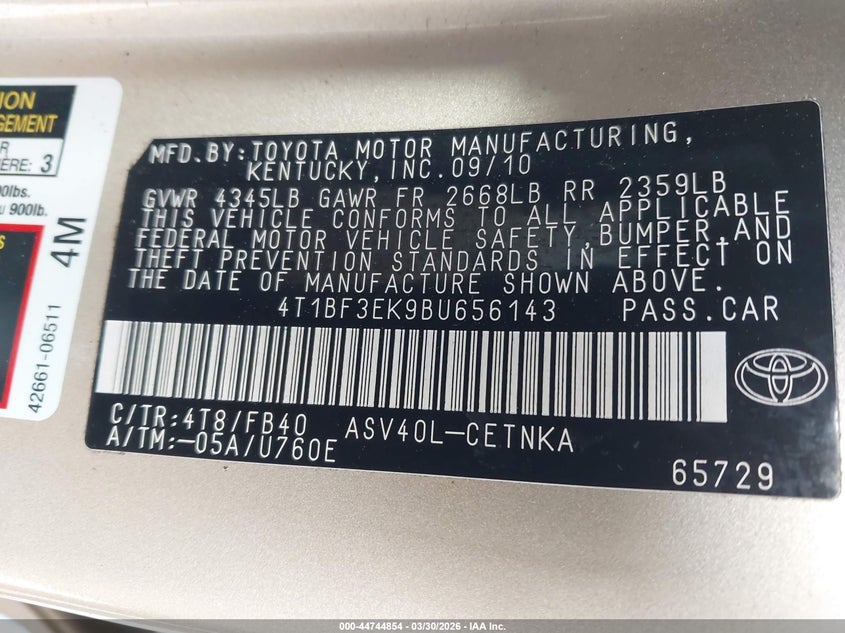 ION
GEMENT
R
HERE: 3
0lbs.
u 900lb.
S
4M
42661-06511
MFD.BY:TOYOTA MOTOR MANUFACTURING,
KENTUCKY,INC.09/10
GVWR 4345LB GAWR FR 2668LB RR 2359LB
THIS VEHICLE CONFORMS TO ALL APPLICABLE
FEDERAL MOTOR VEHICLE SAFETY,BUMPER,AND
THEFT PREVENTION STANDARDS IN EFFECT ON
THE DATE OF MANUFACTURE SHOWN ABOVE.
4T1BF3EK9BU656143 PASS.CAR
C/TR:4T8/FB40 ASV40L-CETNKA
A/TM:-05A/U760E
65729
000-44744854 | 03/30/2026 - IAA Inc.